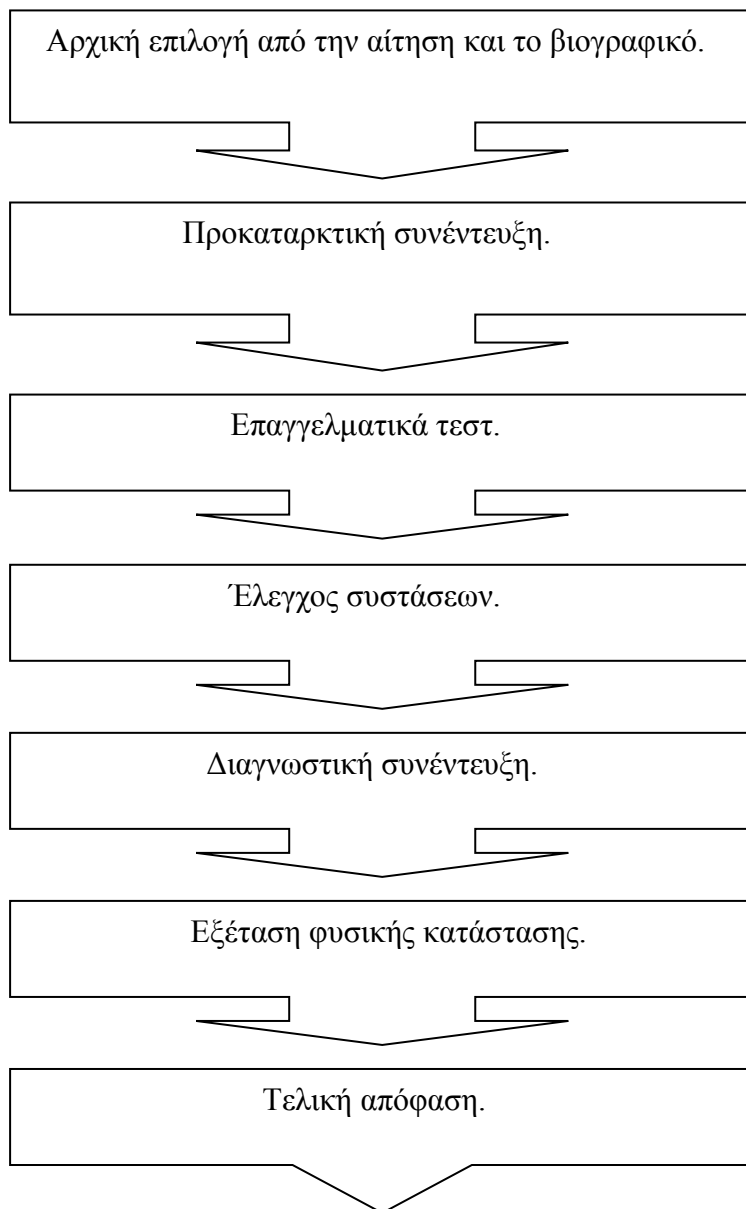 Αρχική επιλογή από την αίτηση και το βιογραφικό.
Προκαταρκτική συνέντευξη.
Επαγγελματικά τεστ.
Έλεγχος συστάσεων.
Διαγνωστική συνέντευξη.
Εξέταση φυσικής κατάστασης.
Τελική απόφαση.